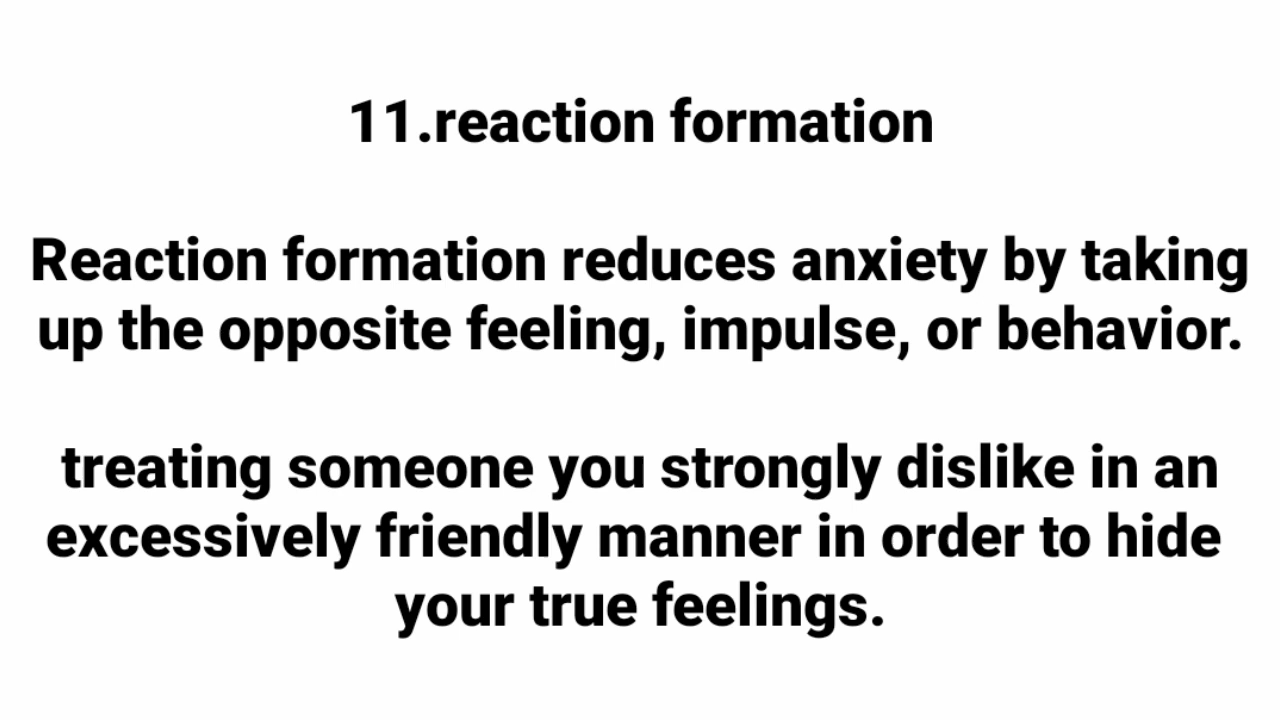 11.reaction formation
Reaction formation reduces anxiety by taking
up the opposite feeling, impulse, or behavior.
treating someone you strongly dislike in an
excessively friendly manner in order to hide
your true feelings.